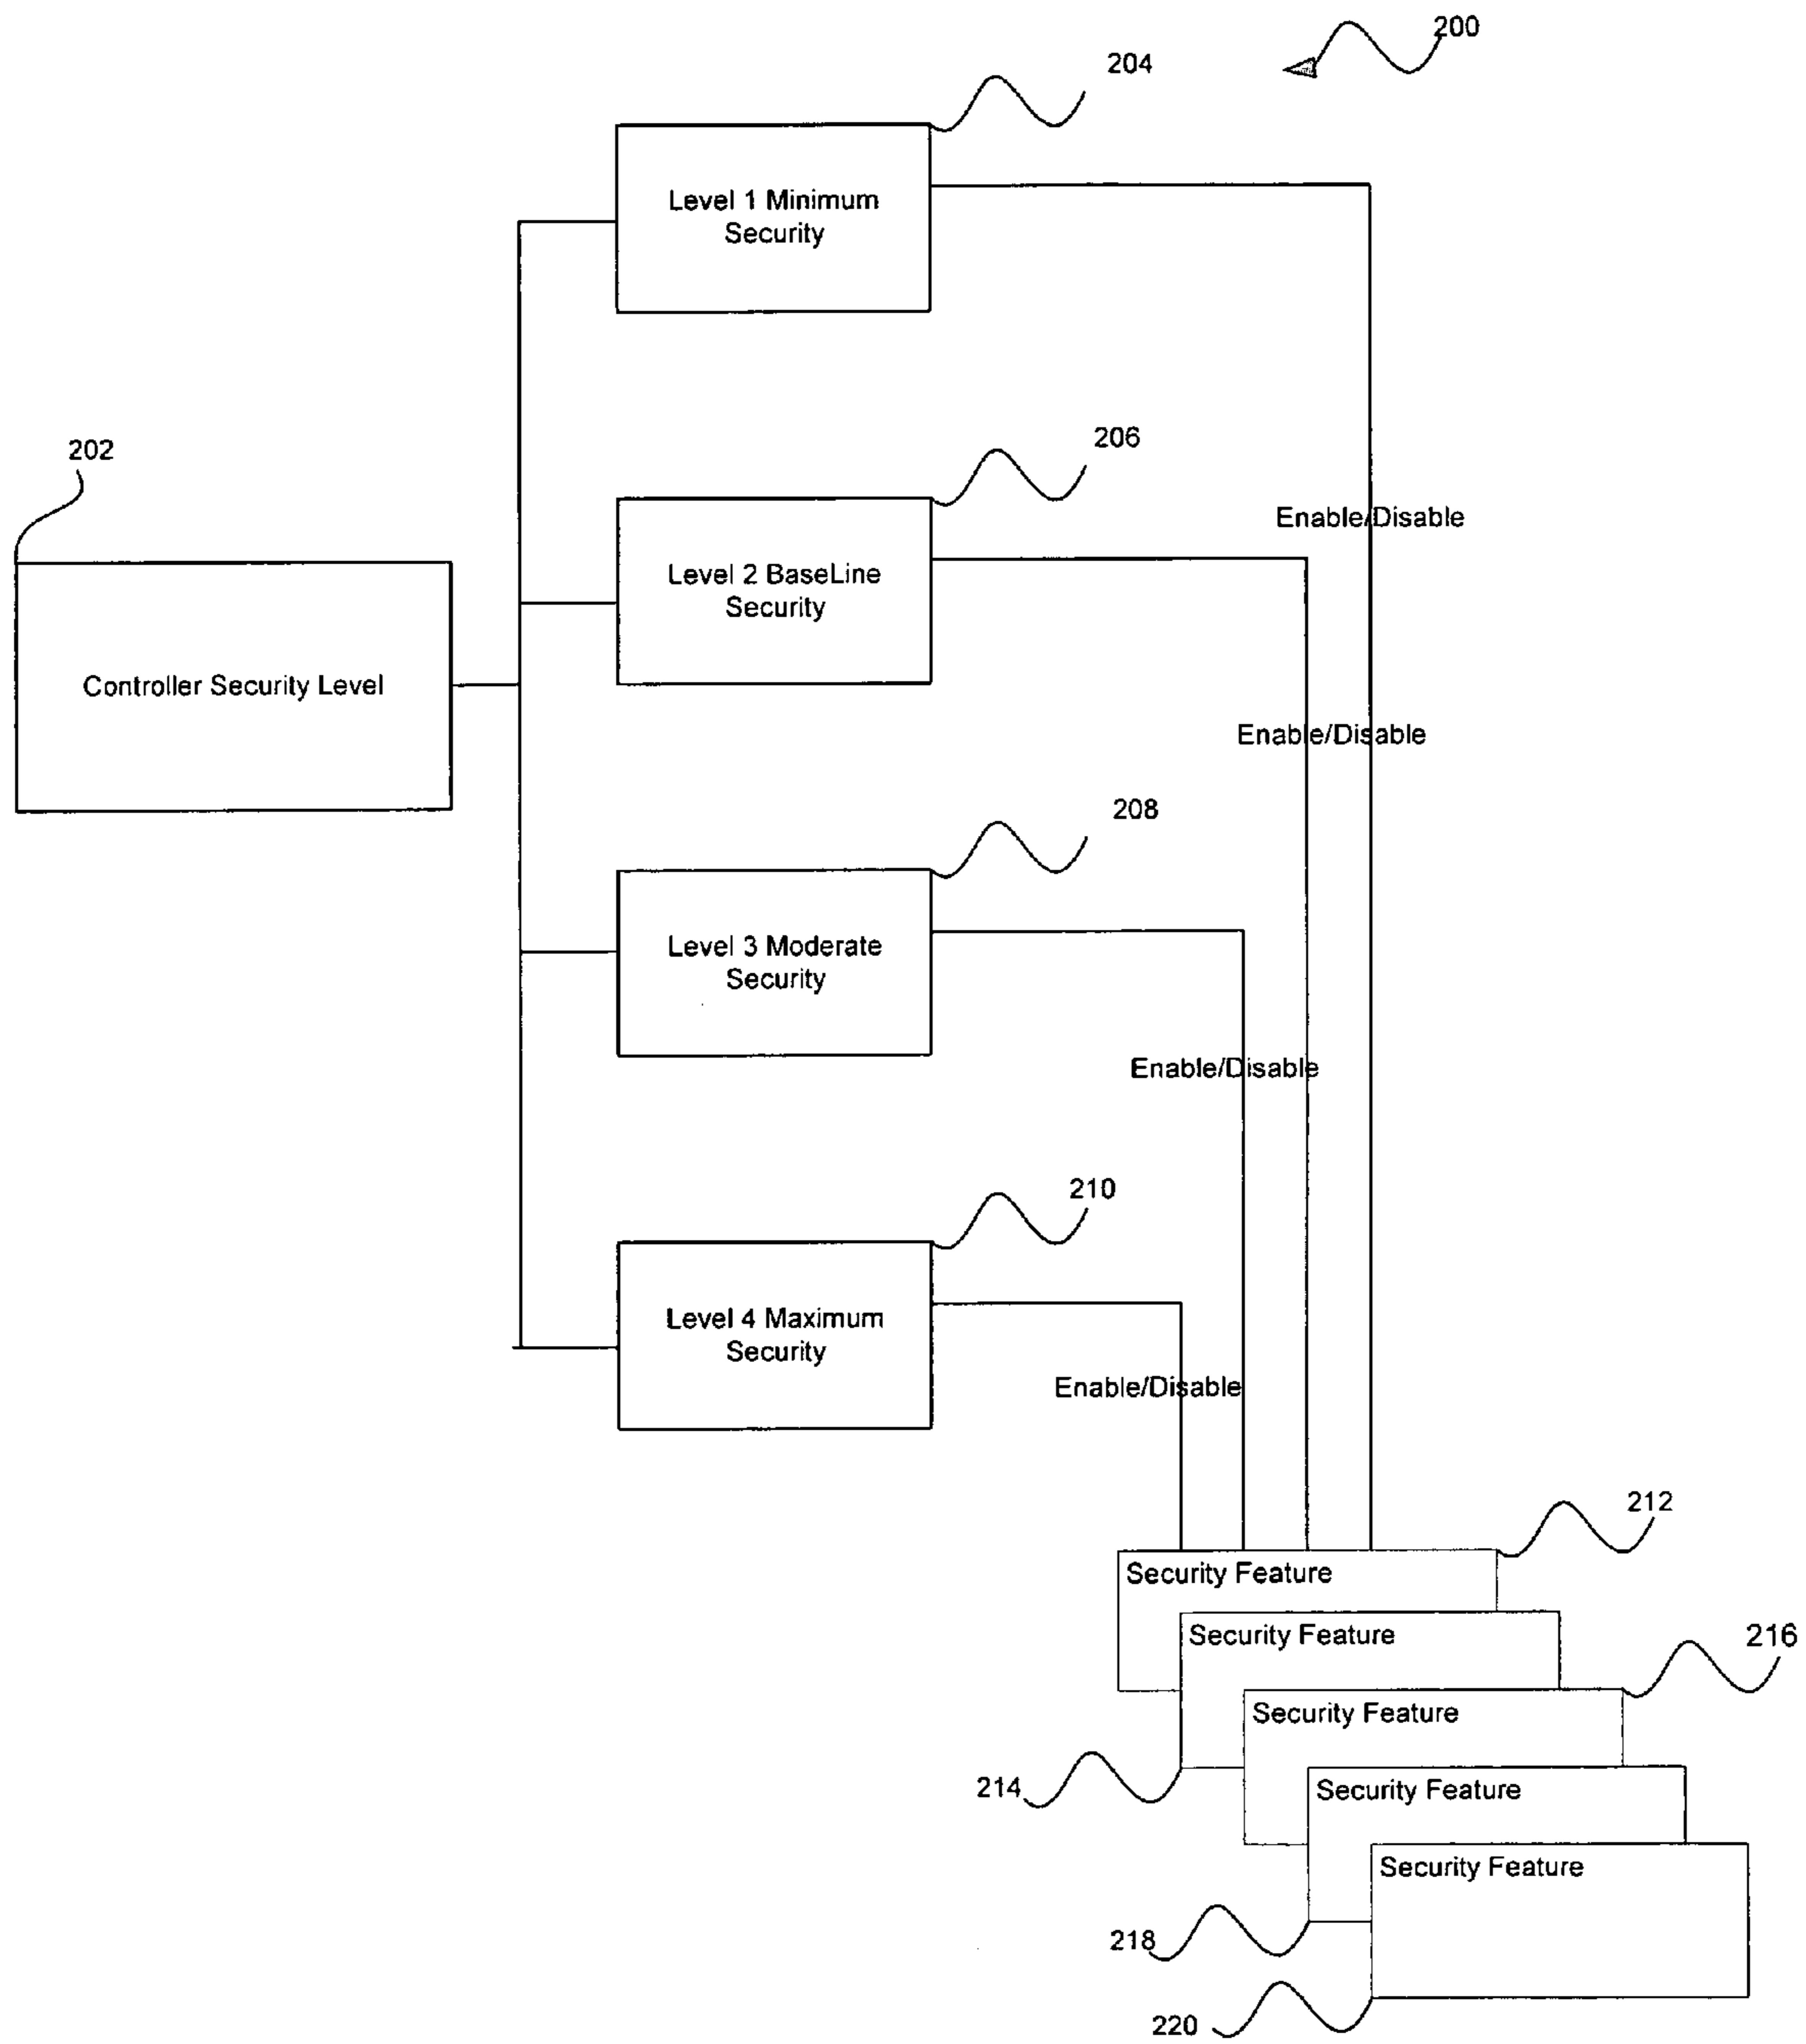 200
204
Level 1 Minimum
Security
202
206
Enable/Disable
Level 2 BaseLine
Security
Controller Security Level
Enable/Disable
208
Level 3 Moderate
Security
Enable/Disable
210
Level 4 Maximum
Security
Enable/Disable
212
Security Feature
Security Feature
216
Security Feature
214
Security Feature
Security Feature
218
220